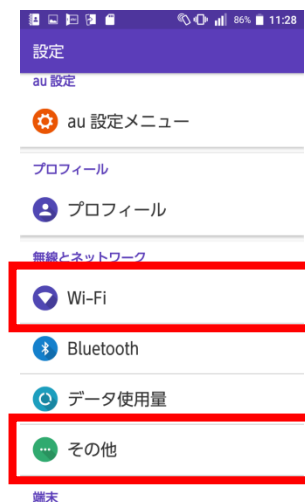 86% 11:28
設定
au 設定
au 設定メニュー
プロフィール
プロフィール
無線とネットワーク
Wi-Fi
Bluetooth
データ使用量
その他
端末